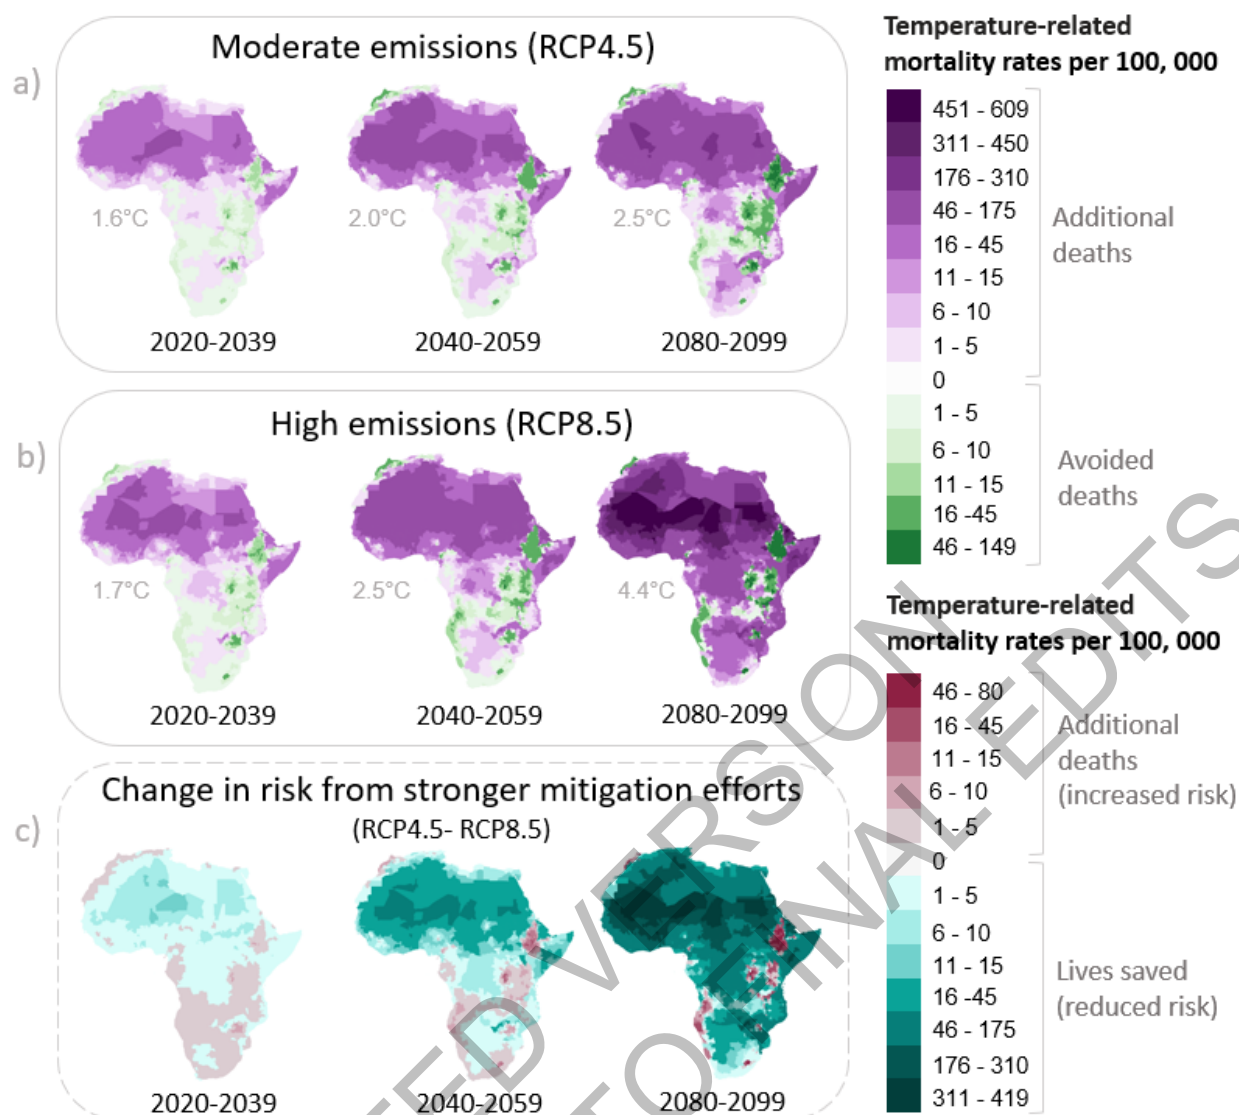 a)
Moderate emissions (RCP4.5)
1.6°C
2.0°C
2.5°C
2020-2039
2040-2059
2080-2099
b)
High emissions (RCP8.5)
1.7°C
2.5°C
4.4°C
2020-2039
2040-2059
2080-2099
c)
Change in risk from stronger mitigation efforts
(RCP4.5- RCP8.5)
2020-2039
2040-2059
2080-2099
Temperature-related
mortality rates per 100, 000
451 - 609
311 - 450
176 - 310
46 - 175
16 - 45
11 - 15
6 - 10
1 - 5
0
1 - 5
6 - 10
11 - 15
16 -45
46 - 149
Additional
deaths
Avoided
deaths
Temperature-related
mortality rates per 100, 000
46 - 80
16 - 45
11 - 15
6 - 10
1 - 5
0
1 - 5
6 - 10
11 - 15
16 -45
46 - 175
176 - 310
311 - 419
Additional
deaths
(increased risk)
Lives saved
(reduced risk)
VERSION
EDITS